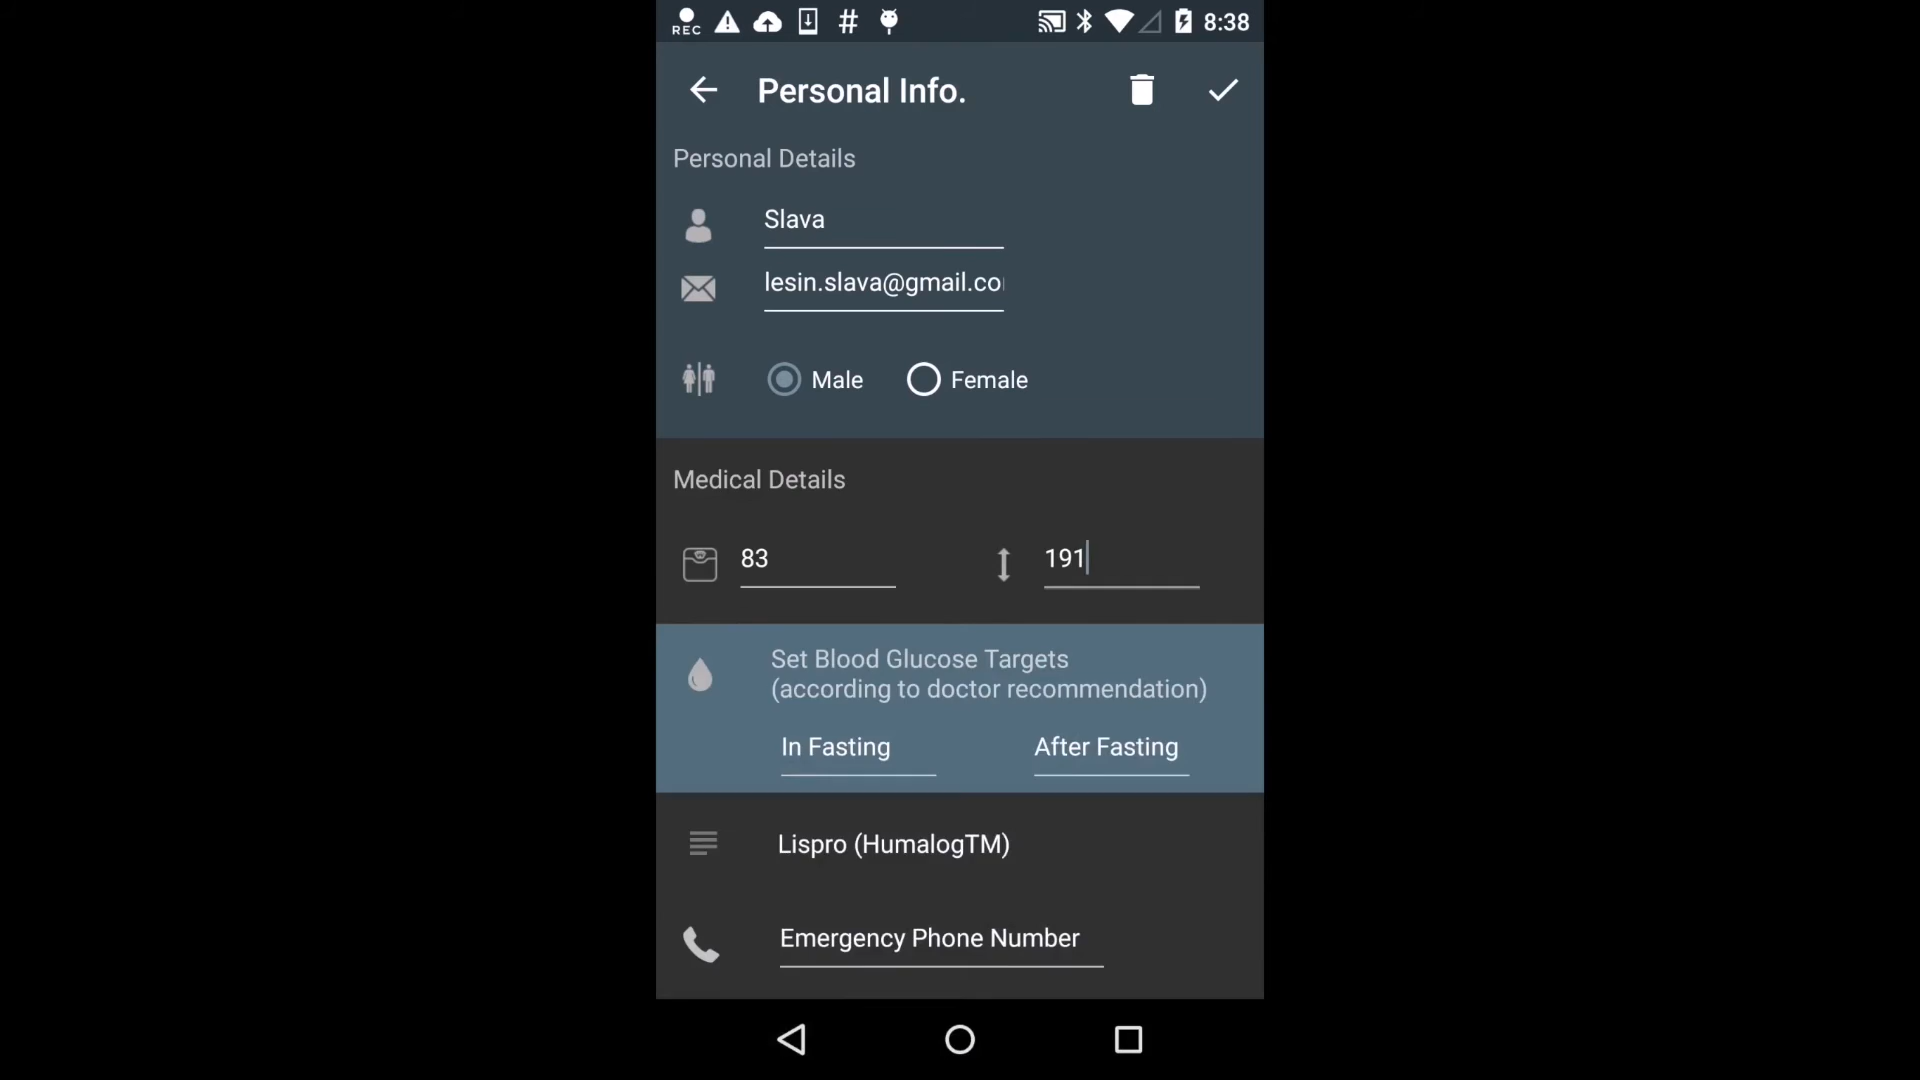 REC # 8:38
Personal Info.
Personal Details
Slava
lesin.slava@gmail.co
Male Female
Medical Details
83 191
Set Blood Glucose Targets
(according to doctor recommendation)
In Fasting After Fasting
Lispro (HumalogTM)
Emergency Phone Number